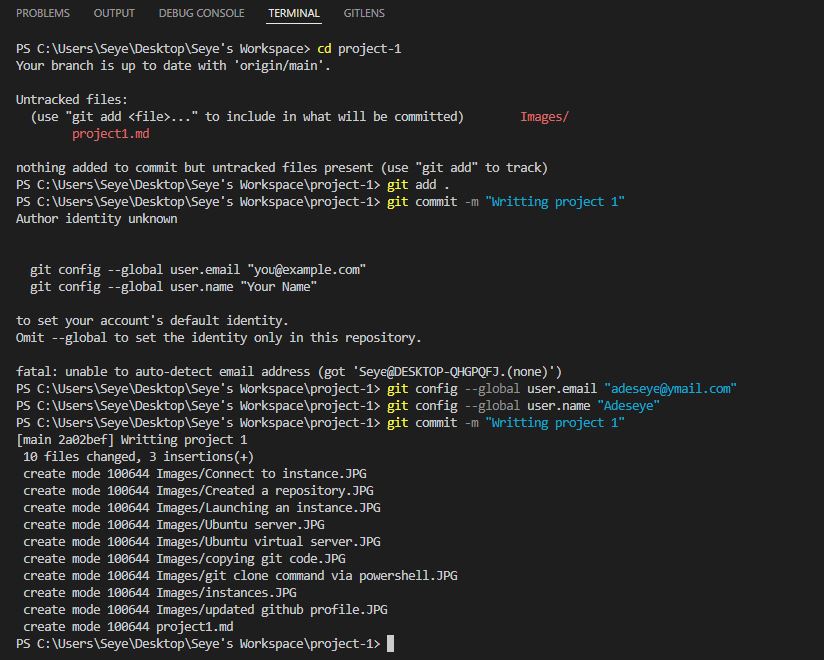 PROBLEMS OUTPUT DEBUG CONSOLE TERMINAL GITLENS
PS C:\Users\Seye\Desktop\Seye's Workspace> cd project-1
Your branch is up to date with 'origin/main'.
Untracked files:
(use "git add <file>..." to include in what will be committed) Images/
project1.md
nothing added to commit but untracked files present (use "git add" to track)
PS C:\Users\Seye\Desktop\Seye's Workspace\project-1> git add .
PS C:\Users\Seye\Desktop\Seye's Workspace\project-1> git commit -m "Writting project 1"
Author identity unknown
git config --global user.email "you@example.com"
git config --global user.name "Your Name"
to set your account's default identity.
Omit --global to set the identity only in this repository.
fatal: unable to auto-detect email address (got 'Seye@DESKTOP-QHGPQFJ.(none)')
PS C:\Users\Seye\Desktop\Seye's Workspace\project-1> git config --global user.email "adeseye@ymail.com"
PS C:\Users\Seye\Desktop\Seye's Workspace\project-1> git config --global user.name "Adeseye"
PS C:\Users\Seye\Desktop\Seye's Workspace\project-1> git commit -m "Writting project 1"
[main 2a02bef] Writting project 1
10 files changed, 3 insertions(+)
create mode 100644 Images/Connect to instance.JPG
create mode 100644 Images/Created a repository.JPG
create mode 100644 Images/Launching an instance.JPG
create mode 100644 Images/Ubuntu server.JPG
create mode 100644 Images/Ubuntu virtual server.JPG
create mode 100644 Images/copying git code.JPG
create mode 100644 Images/git clone command via powershell.JPG
create mode 100644 Images/instances.JPG
create mode 100644 Images/updated github profile.JPG
create mode 100644 project1.md
PS C:\Users\Seye\Desktop\Seye's Workspace\project-1>